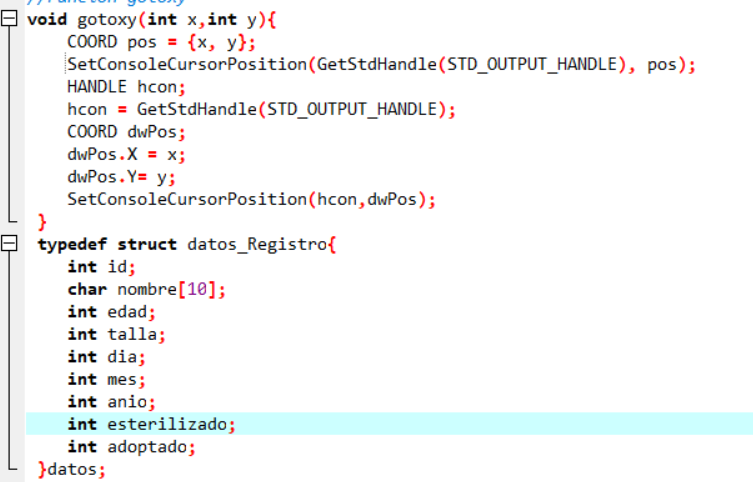 //Function gotoxy
void gotoxy(int x,int y){
COORD pos = {x, y};
SetConsoleCursorPosition(GetStdHandle(STD_OUTPUT_HANDLE), pos);
HANDLE hcon;
hcon = GetStdHandle(STD_OUTPUT_HANDLE);
COORD dwPos;
dwPos.X = x;
dwPos.Y= y;
SetConsoleCursorPosition(hcon,dwPos);
}
typedef struct datos_Registro{
int id;
char nombre[10];
int edad;
int talla;
int dia;
int mes;
int anio;
int esterilizado;
int adoptado;
}datos;